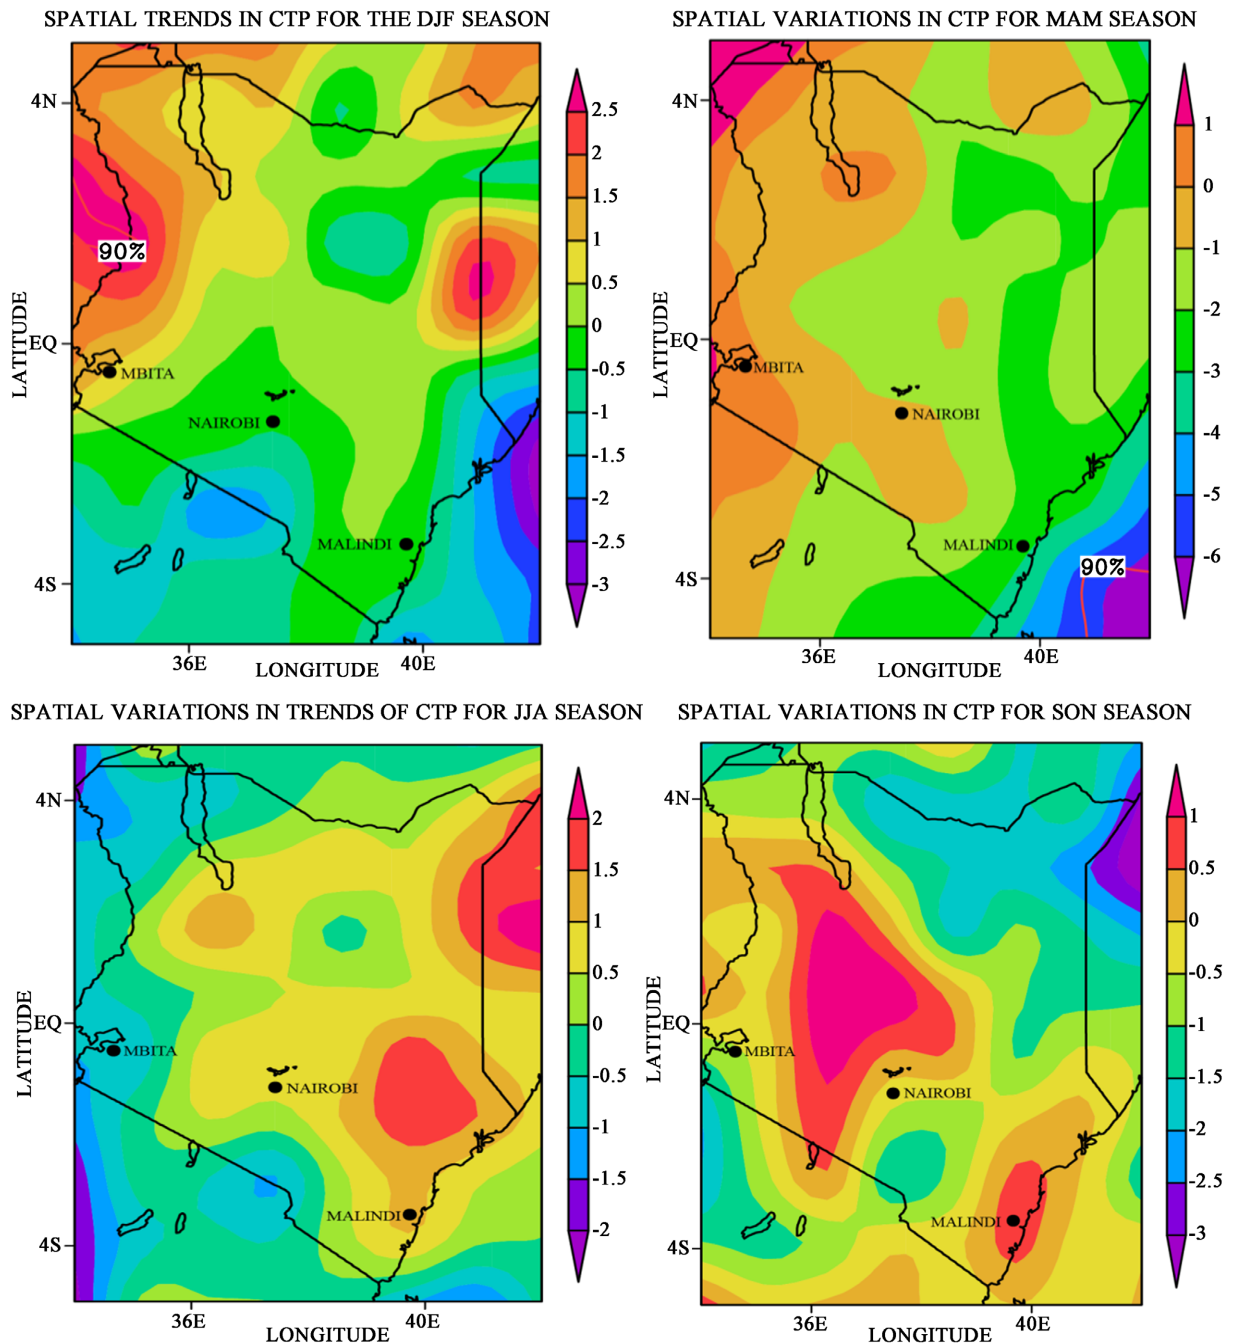 SPATIAL TRENDS IN CTP FOR THE DJF SEASON
4N
EQ
4S
LATITUDE
90%
MBITA
NAIROBI
MALINDI
36E
40E
LONGITUDE
2.5
2
1.5
1
0.5
0
-0.5
-1
-1.5
-2
-2.5
-3
SPATIAL VARIATIONS IN CTP FOR MAM SEASON
4N
EQ
4S
LATITUDE
MBITA
NAIROBI
MALINDI
90%
36E
40E
LONGITUDE
1
0
-1
-2
-3
-4
-5
-6
SPATIAL VARIATIONS IN TRENDS OF CTP FOR JJA SEASON
4N
EQ
4S
LATITUDE
MBITA
NAIROBI
MALINDI
36E
40E
LONGITUDE
2
1.5
1
0.5
0
-0.5
-1
-1.5
-2
SPATIAL VARIATIONS IN CTP FOR SON SEASON
4N
EQ
4S
LATITUDE
MBITA
NAIROBI
MALINDI
36E
40E
LONGITUDE
1
0.5
0
-0.5
-1
-1.5
-2
-2.5
-3